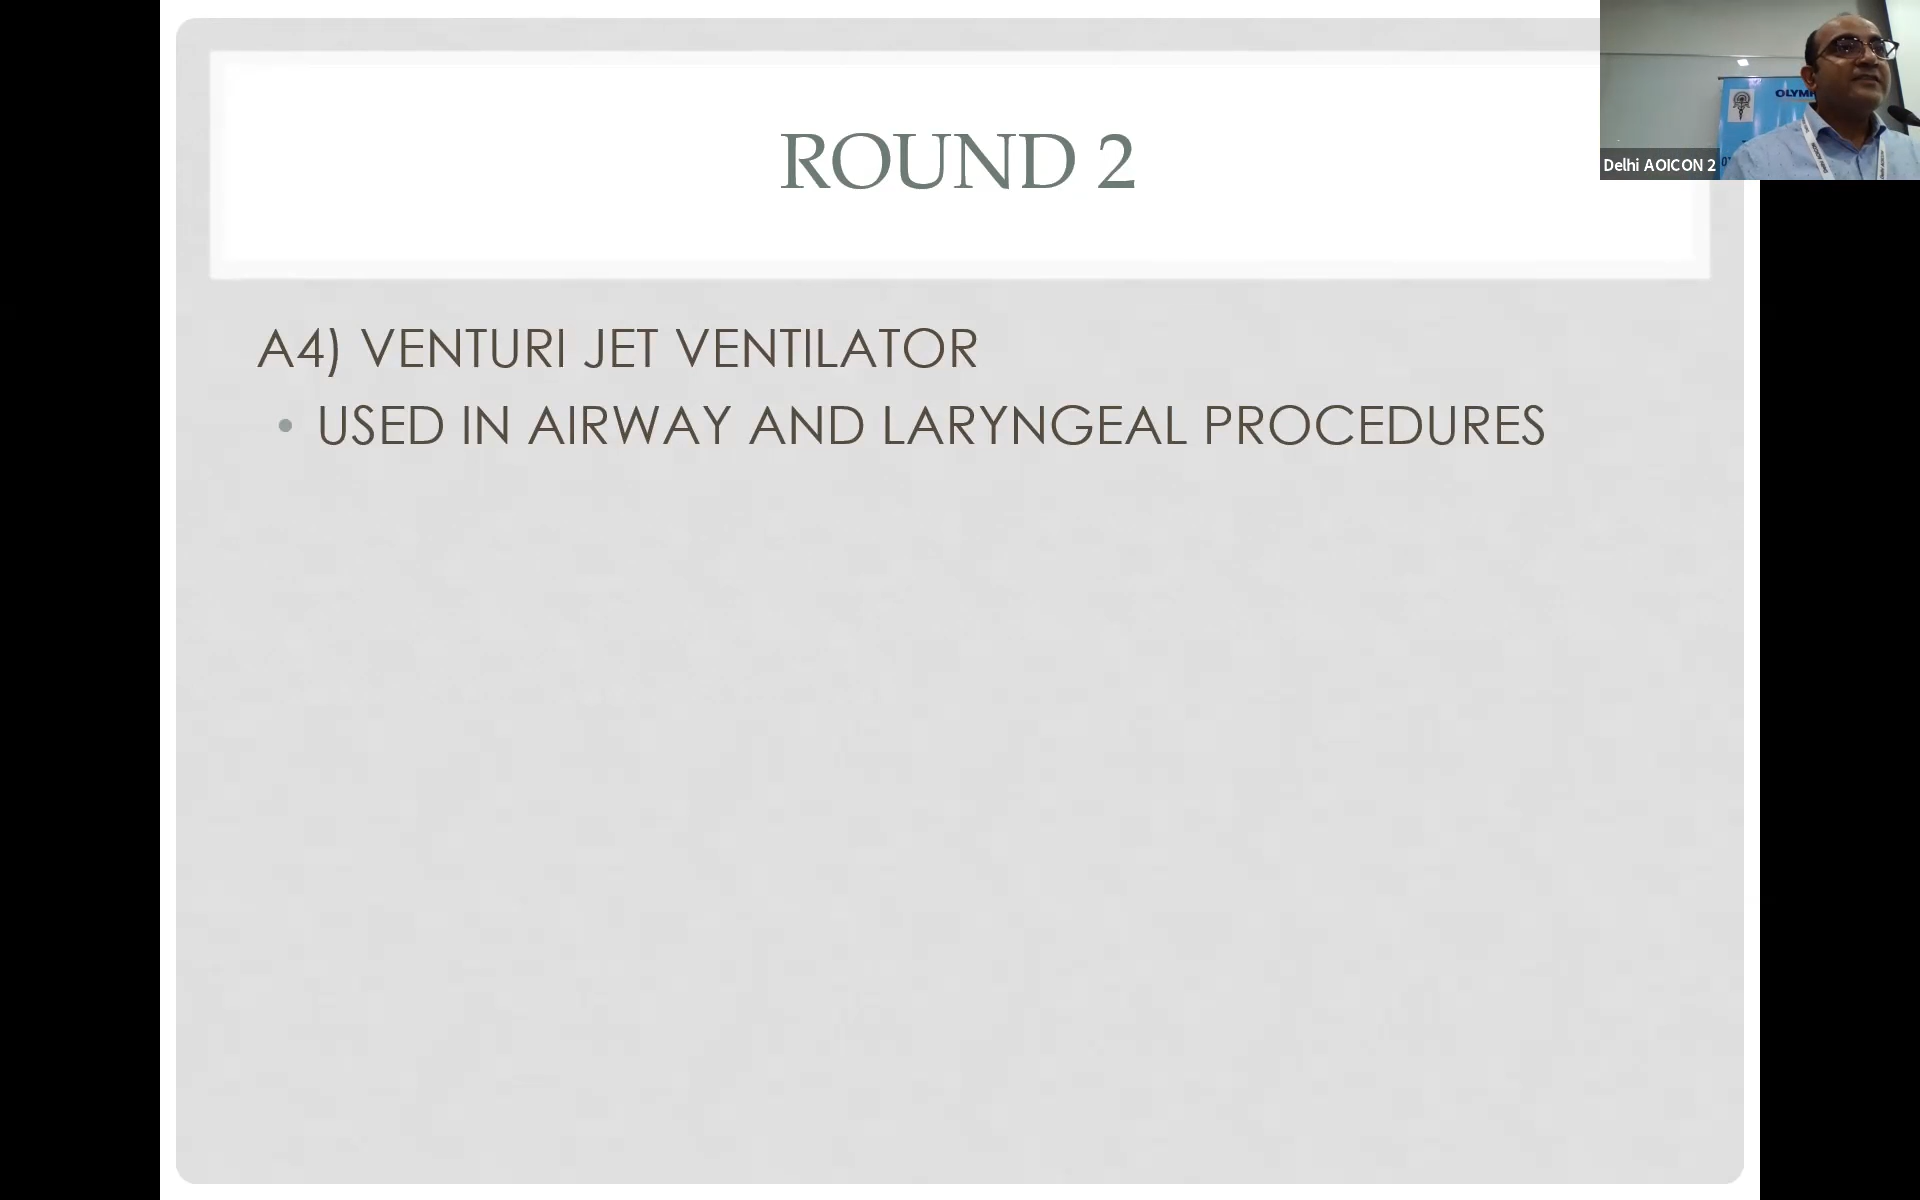 ROUND 2
A4) VENTURI JET VENTILATOR
• USED IN AIRWAY AND LARYNGEAL PROCEDURES
Delhi AOICON 2